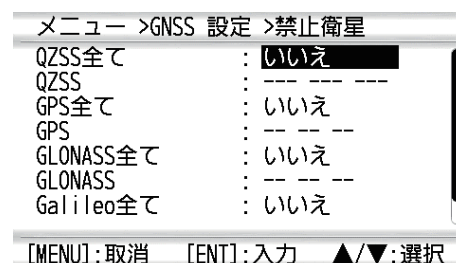 メニュー >GNSS 設定 >禁止衛星
QZSS全て : いいえ
QZSS : --- --- ---
GPS全て : いいえ
GPS : -- -- --
GLONASS全て : いいえ
GLONASS : -- -- --
Galileo全て : いいえ
[MENU]:取消 [ENT]:入力 ▲/▼:選択